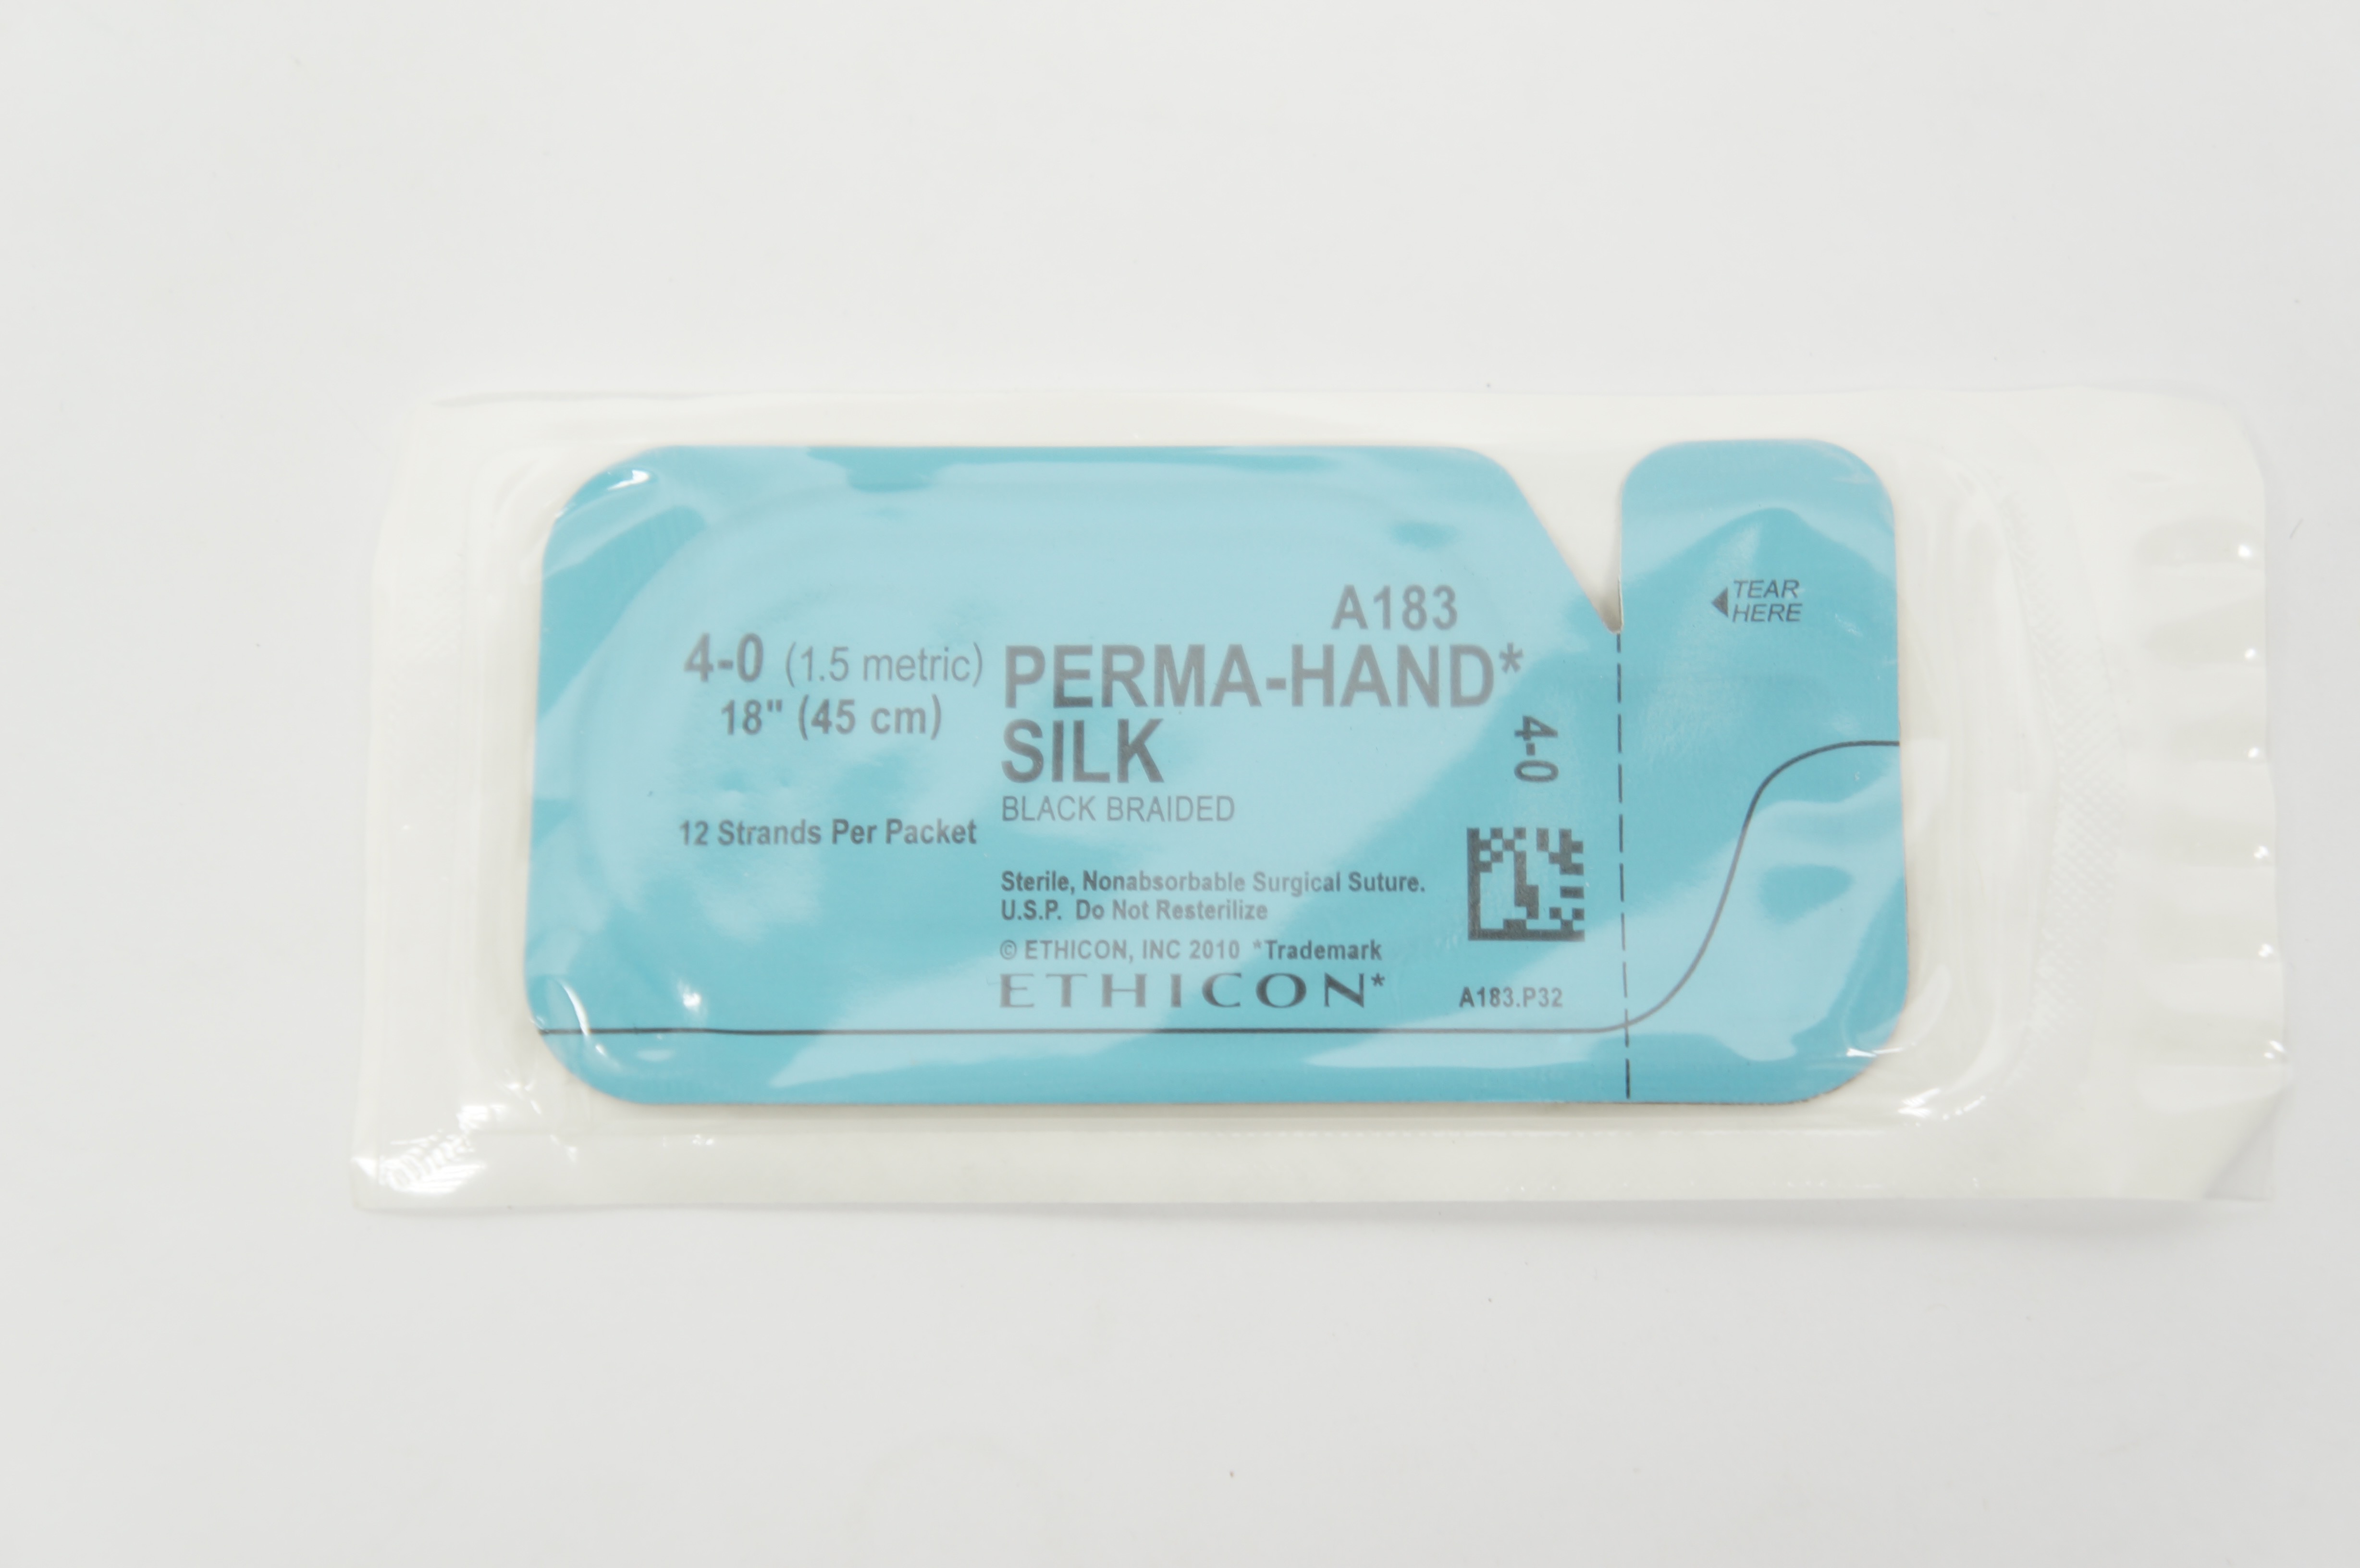 A183
4-0 (1.5 metric)
18" (45 cm)
12 Strands Per Packet
PERMA-HAND*
SILK
BLACK BRAIDED
Sterile, Nonabsorbable Surgical Suture.
U.S.P. Do Not Resterilize
© ETHICON, INC 2010 *Trademark
ETHICON*
4-0
A183.P32
TEAR
HERE